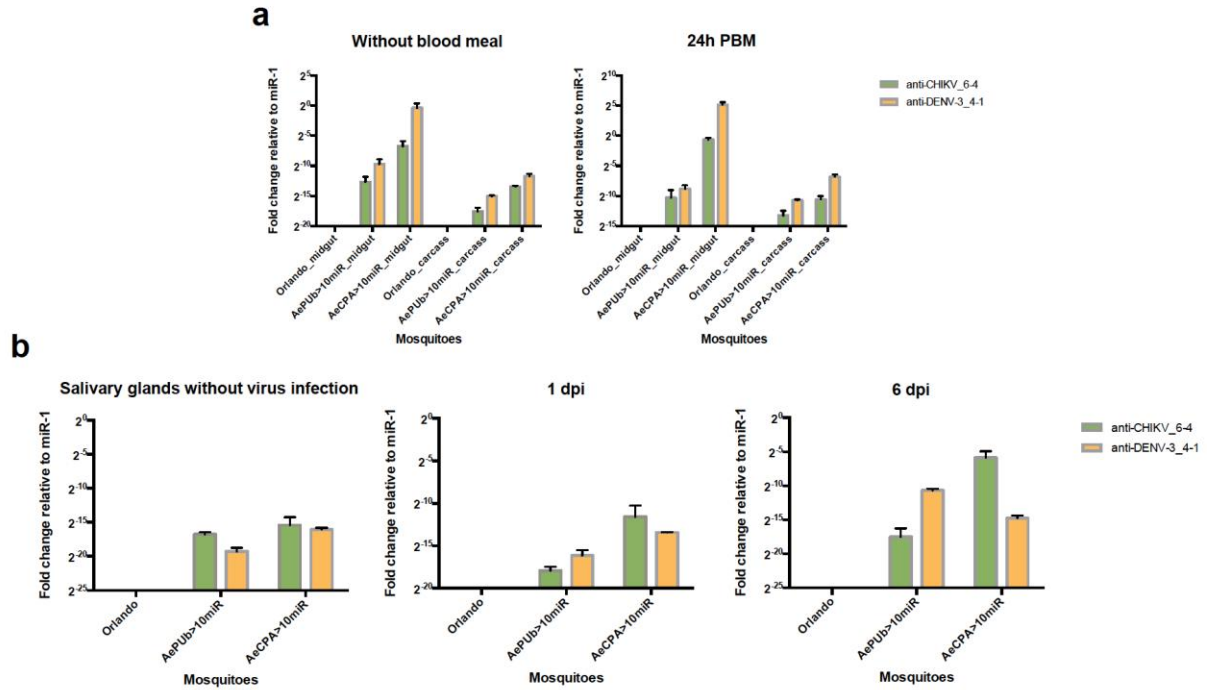 a
Without blood meal
24h PBM
Fold change relative to miR-1
2^5
2^0
2^-5
2^-10
2^-15
2^-20
Orlando_midgut
AePUb>10miR_midgut
AeCPA>10miR_midgut
Orlando_carcass
AePUb>10miR_carcass
AeCPA>10miR_carcass
Mosquitoes
Fold change relative to miR-1
2^10
2^5
2^0
2^-5
2^-10
2^-15
Orlando_midgut
AePUb>10miR_midgut
AeCPA>10miR_midgut
Orlando_carcass
AePUb>10miR_carcass
AeCPA>10miR_carcass
Mosquitoes
anti-CHIKV_6-4
anti-DENV-3_4-1
b
Salivary glands without virus infection
1 dpi
6 dpi
Fold change relative to miR-1
2^0
2^-5
2^-10
2^-15
2^-20
2^-25
Orlando
AePUb>10miR
AeCPA>10miR
Mosquitoes
Fold change relative to miR-1
2^0
2^-5
2^-10
2^-15
2^-20
Orlando
AePUb>10miR
AeCPA>10miR
Mosquitoes
Fold change relative to miR-1
2^0
2^-5
2^-10
2^-15
2^-20
2^-25
Orlando
AePUb>10miR
AeCPA>10miR
Mosquitoes
anti-CHIKV_6-4
anti-DENV-3_4-1